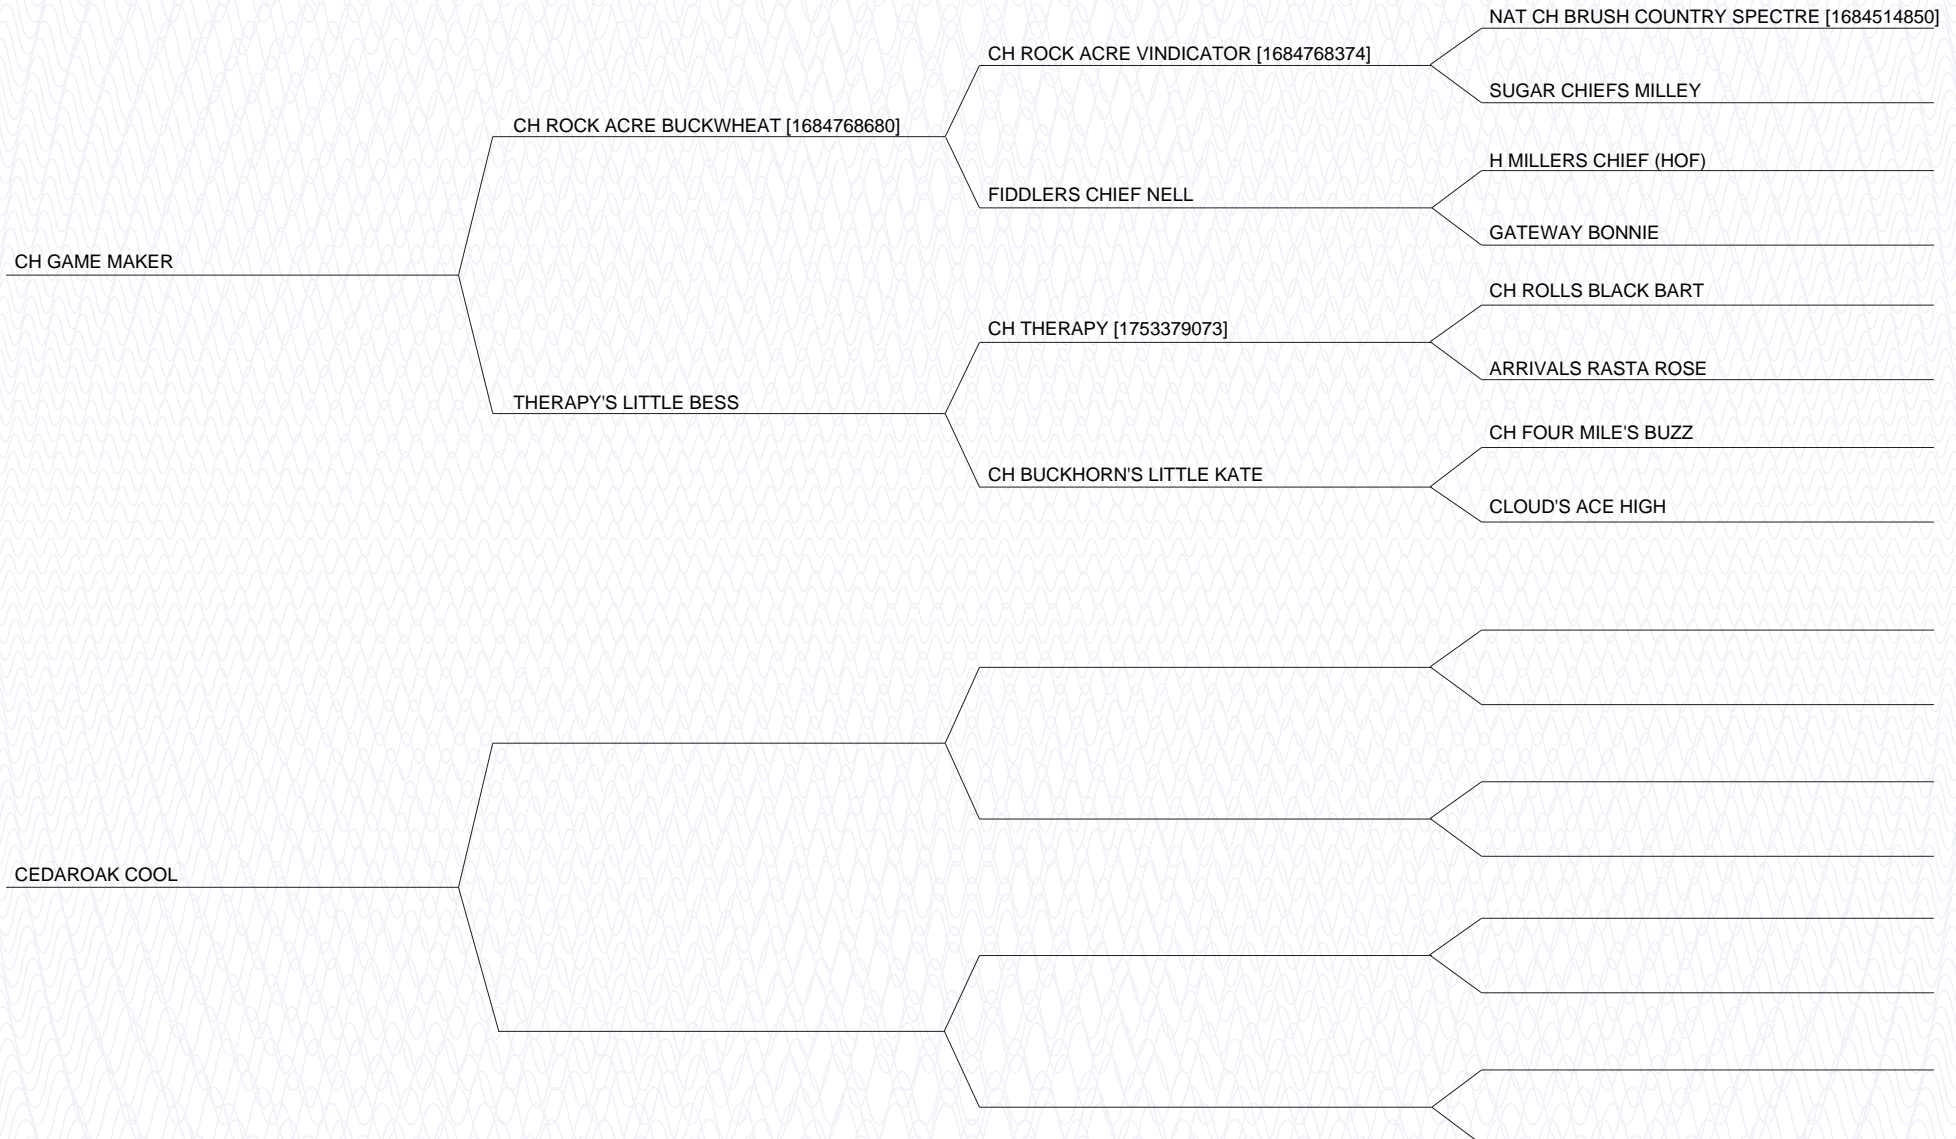 NAT CH BRUSH COUNTRY SPECTRE [1684514850]
CH ROCK ACRE VINDICATOR [1684768374]
SUGAR CHIEFS MILLEY
CH ROCK ACRE BUCKWHEAT [1684768680]
H MILLERS CHIEF (HOF)
FIDDLERS CHIEF NELL
GATEWAY BONNIE
CH GAME MAKER
CH ROLLS BLACK BART
CH THERAPY [1753379073]
ARRIVALS RASTA ROSE
THERAPY'S LITTLE BESS
CH FOUR MILE'S BUZZ
CH BUCKHORN'S LITTLE KATE
CLOUD'S ACE HIGH
CEDAROAK COOL